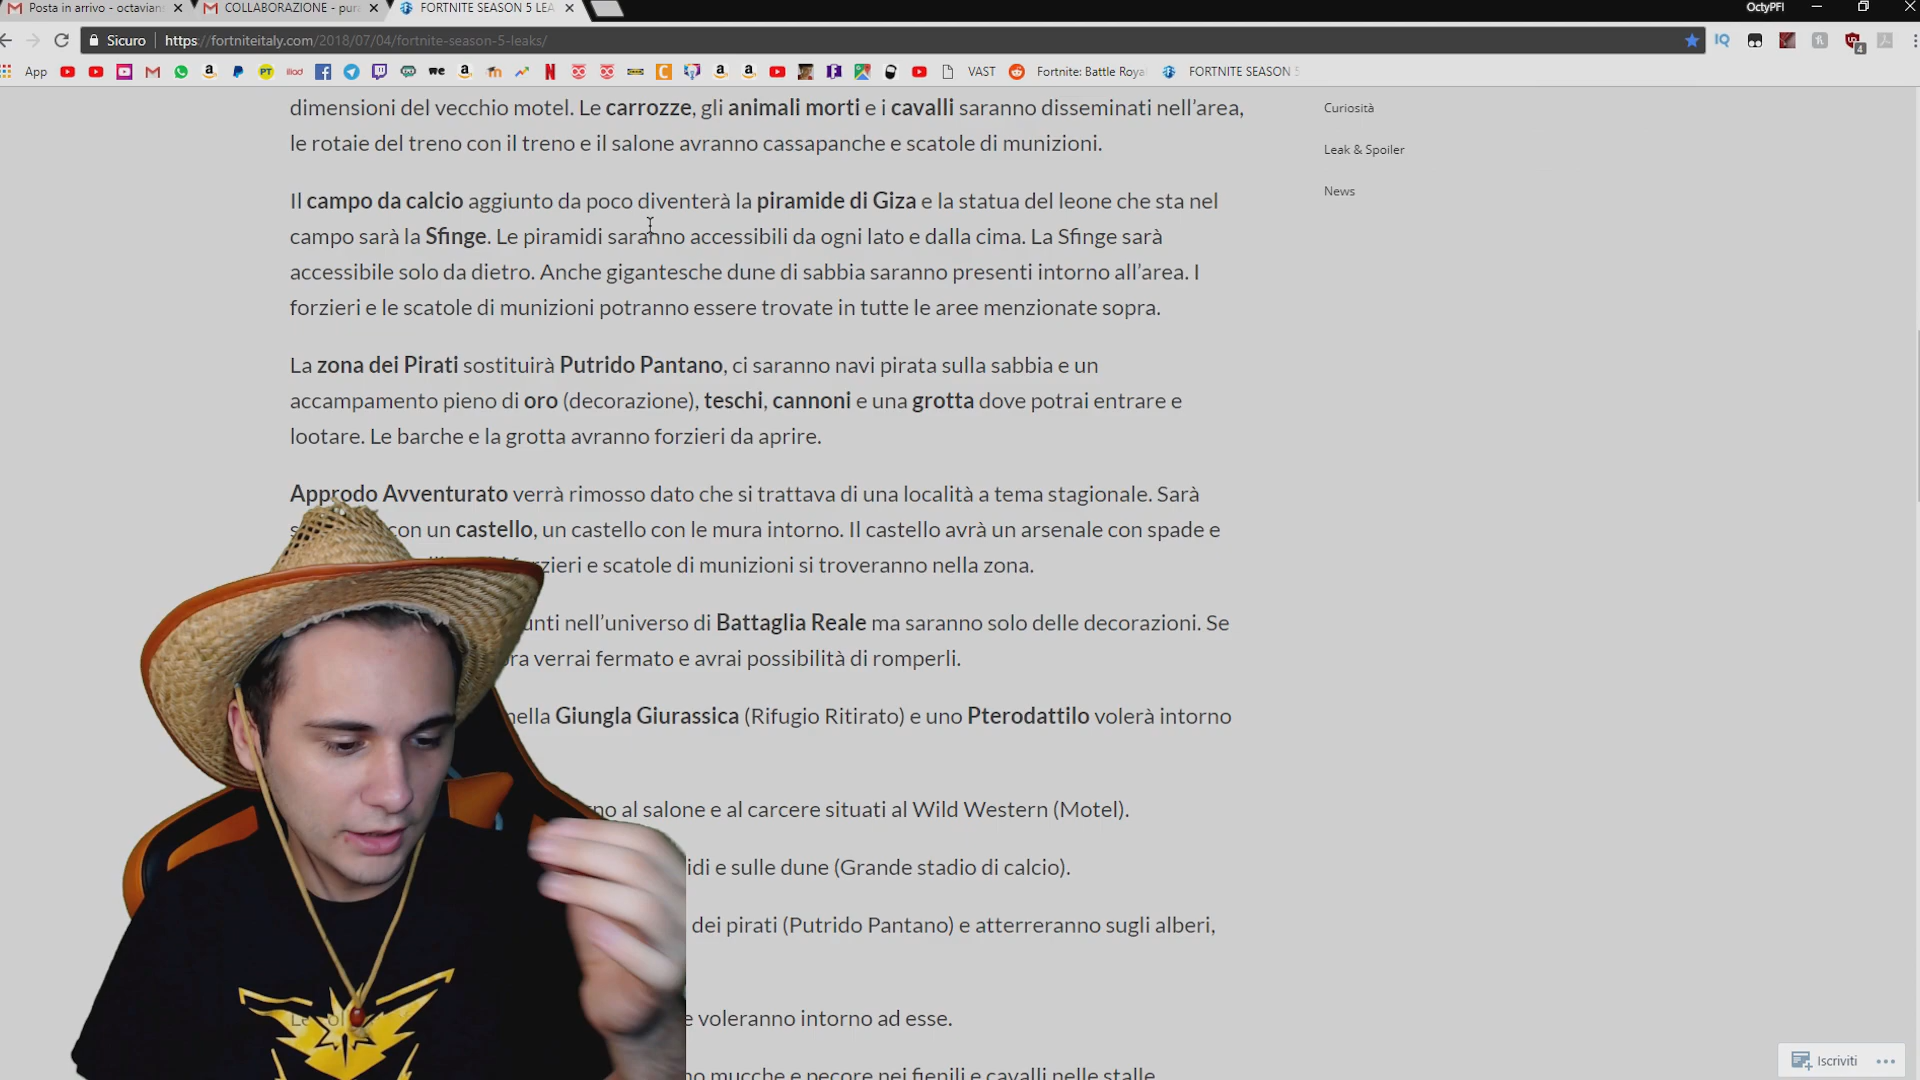 Posta in arrivo - octavian
COLLABORAZIONE - pura
FORTNITE SEASON 5 LEA
OctyPFI
Sicuro https://fortniteitaly.com/2018/07/04/fortnite-season-5-leaks/
App VAST Fortnite: Battle Roya FORTNITE SEASON 5
dimensioni del vecchio motel. Le carrozze, gli animali morti e i cavalli saranno disseminati nell’area,
le rotaie del treno con il treno e il salone avranno cassapanche e scatole di munizioni.
Il campo da calcio aggiunto da poco diventerà la piramide di Giza e la statua del leone che sta nel
campo sarà la Sfinge. Le piramidi saranno accessibili da ogni lato e dalla cima. La Sfinge sarà
accessibile solo da dietro. Anche gigantesche dune di sabbia saranno presenti intorno all’area. I
forzieri e le scatole di munizioni potranno essere trovate in tutte le aree menzionate sopra.
La zona dei Pirati sostituirà Putrido Pantano, ci saranno navi pirata sulla sabbia e un
accampamento pieno di oro (decorazione), teschi, cannoni e una grotta dove potrai entrare e
lootare. Le barche e la grotta avranno forzieri da aprire.
Approdo Avventurato verrà rimosso dato che si trattava di una località a tema stagionale. Sarà
con un castello, un castello con le mura intorno. Il castello avrà un arsenale con spade e
zieri e scatole di munizioni si troveranno nella zona.
unti nell’universo di Battaglia Reale ma saranno solo delle decorazioni. Se
ra verrai fermato e avrai possibilità di romperli.
nella Giungla Giurassica (Rifugio Ritirato) e uno Pterodattilo volerà intorno
no al salone e al carcere situati al Wild Western (Motel).
idi e sulle dune (Grande stadio di calcio).
dei pirati (Putrido Pantano) e atterreranno sugli alberi,
e voleranno intorno ad esse.
no mucche e pecore nei fienili e cavalli nelle stalle
Curiosità
Leak & Spoiler
News
Iscriviti